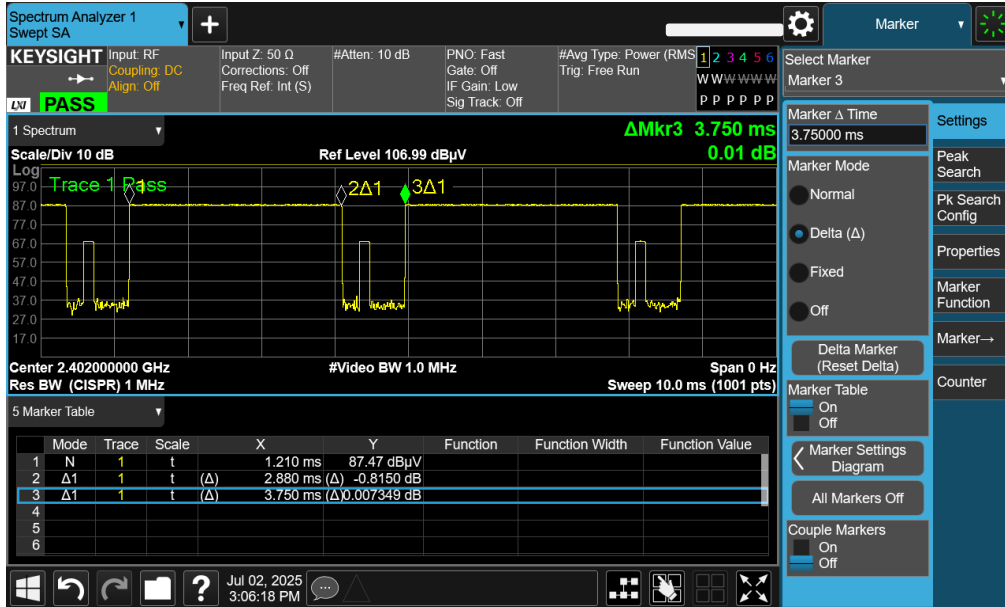 Spectrum Analyzer 1
Swept SA
Marker
KEYSIGHT
Input: RF
Coupling: DC
Align: Off
Input Z: 50 Ω
Corrections: Off
Freq Ref: Int (S)
#Atten: 10 dB
PNO: Fast
Gate: Off
IF Gain: Low
Sig Track: Off
#Avg Type: Power (RMS
Trig: Free Run
1 2 3 4 5 6
W W W W W W
P P P P P P
LXI PASS
Select Marker
Marker 3
1 Spectrum
ΔMkr3 3.750 ms
0.01 dB
Scale/Div 10 dB
Ref Level 106.99 dBµV
Log
Trace 1 Pass
1
2Δ1
3Δ1
97.0
87.0
77.0
67.0
57.0
47.0
37.0
27.0
17.0
Center 2.402000000 GHz
#Video BW 1.0 MHz
Span 0 Hz
Res BW (CISPR) 1 MHz
Sweep 10.0 ms (1001 pts)
5 Marker Table
Mode Trace Scale X Y Function Function Width Function Value
1 N 1 t 1.210 ms 87.47 dBµV
2 Δ1 1 t (Δ) 2.880 ms (Δ) -0.8150 dB
3 Δ1 1 t (Δ) 3.750 ms (Δ) 0.007349 dB
4
5
6
Marker Δ Time
3.75000 ms
Marker Mode
Normal
Delta (Δ)
Fixed
Off
Delta Marker
(Reset Delta)
Marker Table
On
Off
Marker Settings
Diagram
All Markers Off
Couple Markers
On
Off
Settings
Peak
Search
Pk Search
Config
Properties
Marker
Function
Marker→
Counter
?
Jul 02, 2025
3:06:18 PM